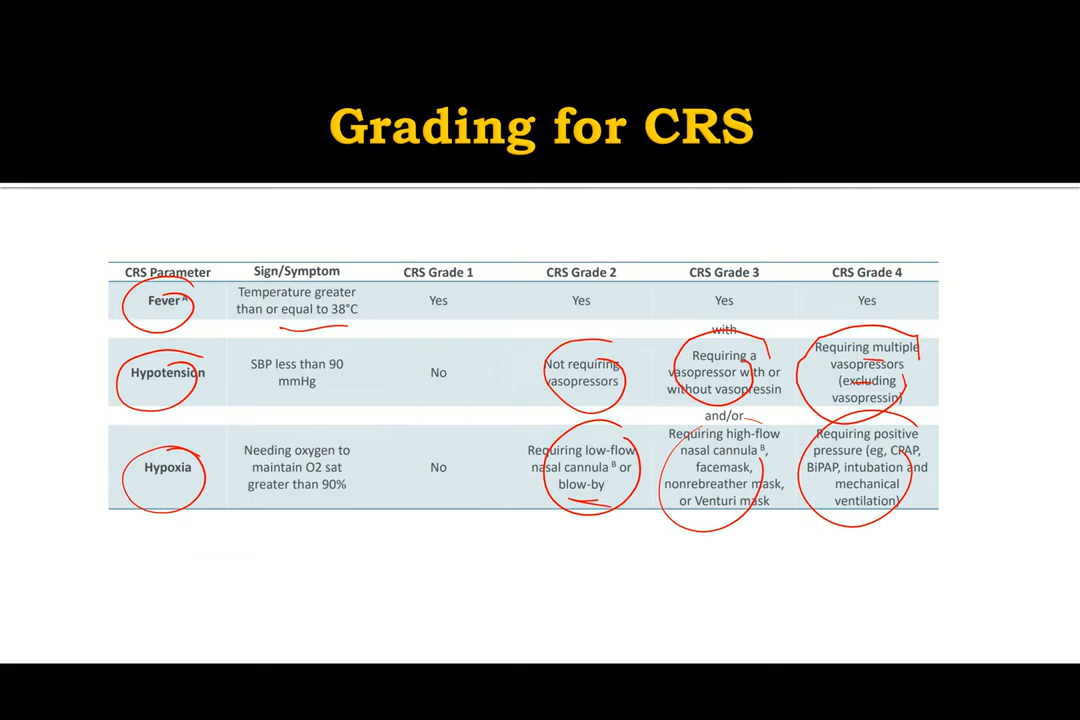 Grading for CRS
CRS Parameter Sign/Symptom CRS Grade 1 CRS Grade 2 CRS Grade 3 CRS Grade 4
Fever A
Temperature greater
than or equal to 38°C
Yes Yes Yes Yes
with
Hypotension
SBP less than 90
mmHg
No
Not requiring
vasopressors
Requiring a
vasopressor with or
without vasopressin
Requiring multiple
vasopressors
(excluding
vasopressin)
and/or
Hypoxia
Needing oxygen to
maintain O2 sat
greater than 90%
No
Requiring low-flow
nasal cannula B or
blow-by
Requiring high-flow
nasal cannula B,
facemask,
nonrebreather mask,
or Venturi mask
Requiring positive
pressure (eg, CPAP,
BiPAP, intubation and
mechanical
ventilation)